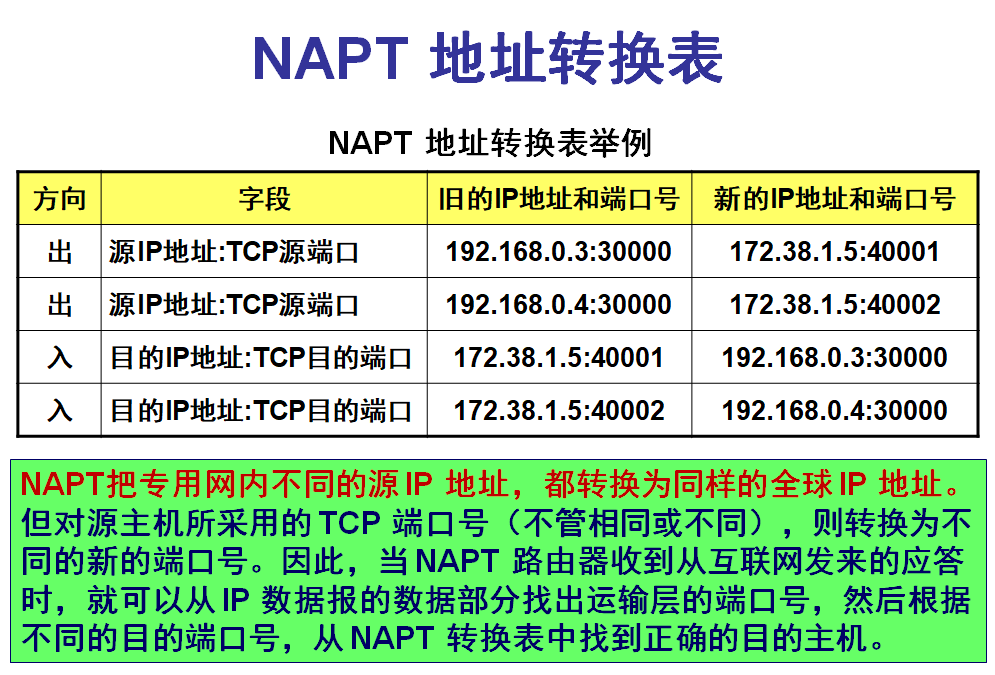 NAPT 地址转换表
NAPT 地址转换表举例
方向 字段 旧的IP地址和端口号 新的IP地址和端口号
出 源IP地址:TCP源端口 192.168.0.3:30000 172.38.1.5:40001
出 源IP地址:TCP源端口 192.168.0.4:30000 172.38.1.5:40002
入 目的IP地址:TCP目的端口 172.38.1.5:40001 192.168.0.3:30000
入 目的IP地址:TCP目的端口 172.38.1.5:40002 192.168.0.4:30000
NAPT把专用网内不同的源 IP 地址，都转换为同样的全球 IP 地址。
但对源主机所采用的 TCP 端口号（不管相同或不同），则转换为不
同的新的端口号。因此，当 NAPT 路由器收到从互联网发来的应答
时，就可以从 IP 数据报的数据部分找出运输层的端口号，然后根据
不同的目的端口号，从 NAPT 转换表中找到正确的目的主机。